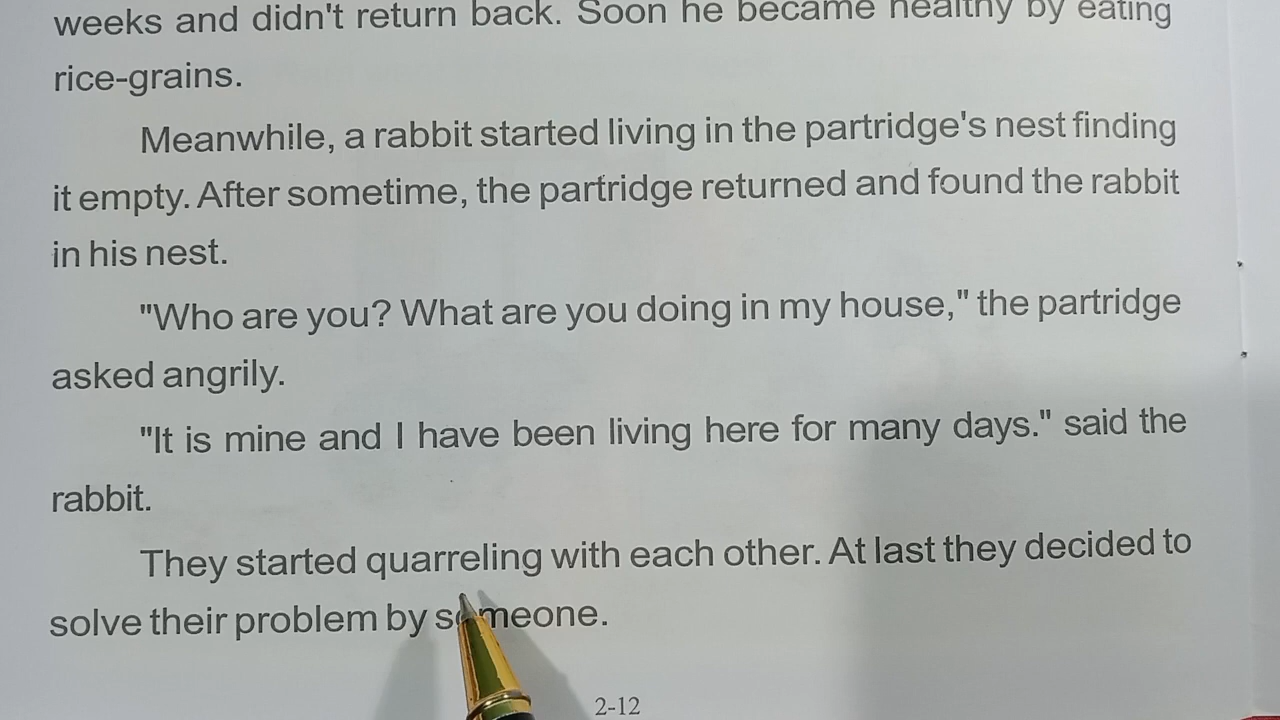 weeks and didn't return back. Soon he became healthy by eating
rice-grains.
Meanwhile, a rabbit started living in the partridge's nest finding
it empty. After sometime, the partridge returned and found the rabbit
in his nest.
"Who are you? What are you doing in my house," the partridge
asked angrily.
"It is mine and I have been living here for many days." said the
rabbit.
They started quarreling with each other. At last they decided to
solve their problem by someone.
2-12